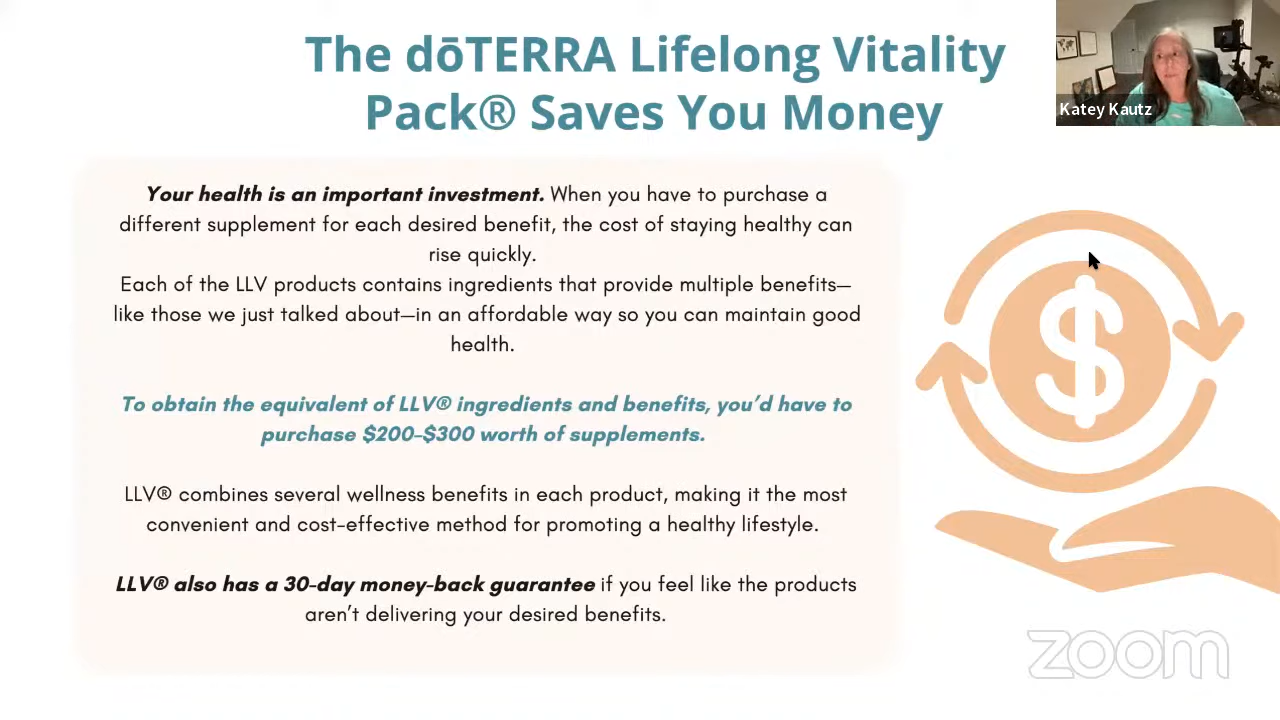 The dōTERRA Lifelong Vitality
Pack® Saves You Money
Katey Kautz
Your health is an important investment. When you have to purchase a
different supplement for each desired benefit, the cost of staying healthy can
rise quickly.
Each of the LLV products contains ingredients that provide multiple benefits—
like those we just talked about—in an affordable way so you can maintain good
health.
To obtain the equivalent of LLV® ingredients and benefits, you’d have to
purchase $200-$300 worth of supplements.
LLV® combines several wellness benefits in each product, making it the most
convenient and cost-effective method for promoting a healthy lifestyle.
LLV® also has a 30-day money-back guarantee if you feel like the products
aren’t delivering your desired benefits.
$
zoom